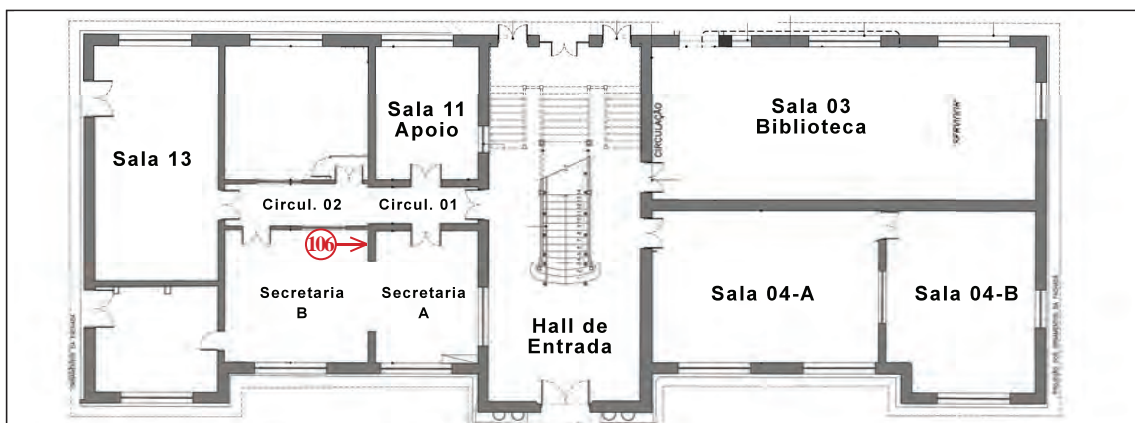 Sala 11
Apoio
Sala 03
Biblioteca
CIRCULAÇÃO
SERVIDOR
Sala 13
Circul. 02
Circul. 01
106
Secretaria
B
Secretaria
A
Sala 04-A
Sala 04-B
Hall de
Entrada